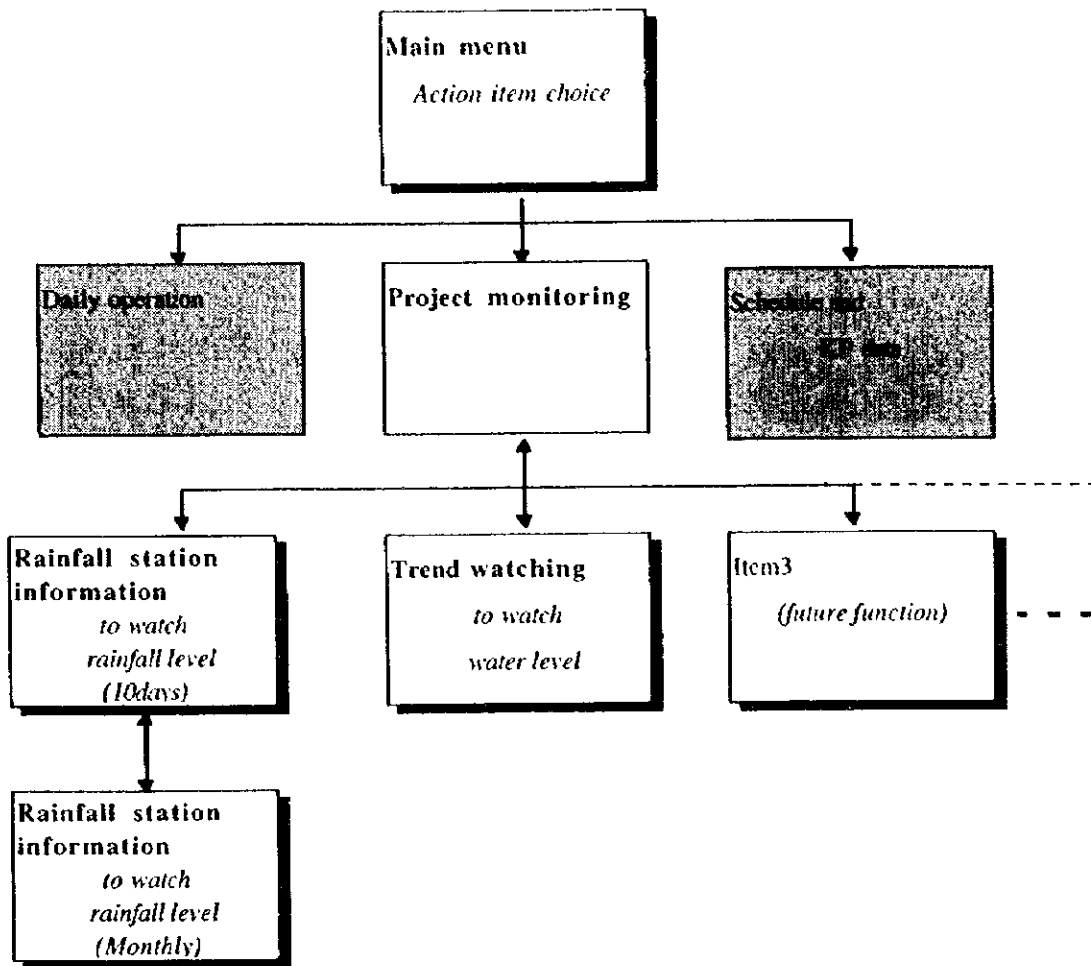 Main menu
Action item choice
Daily operation
Project monitoring
Schedule and
data
Rainfall station
information
to watch
rainfall level
(10days)
Trend watching
to watch
water level
Item3
(future function)
Rainfall station
information
to watch
rainfall level
(Monthly)